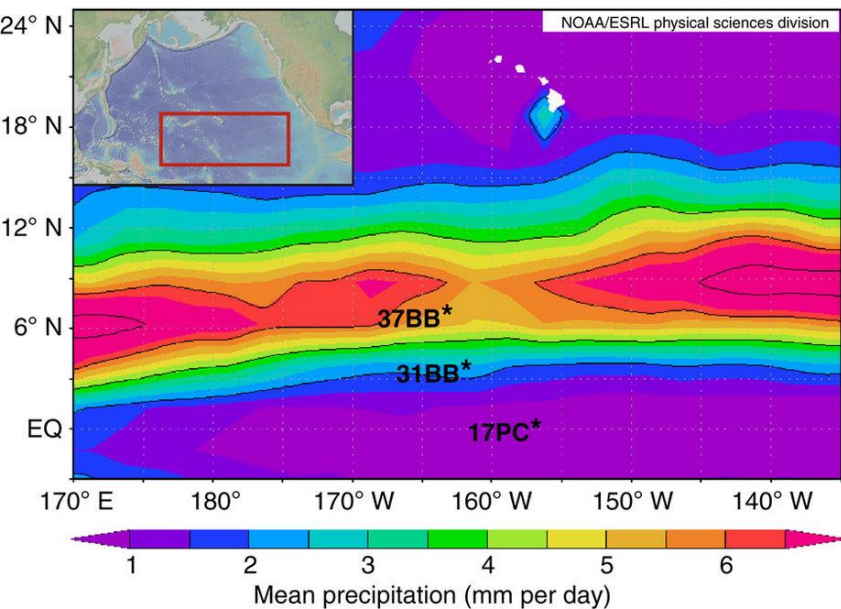 NOAA/ESRL physical sciences division
24° N
18° N
12° N
6° N
EQ
37BB*
31BB*
17PC*
170° E 180° 170° W 160° W 150° W 140° W
1 2 3 4 5 6
Mean precipitation (mm per day)